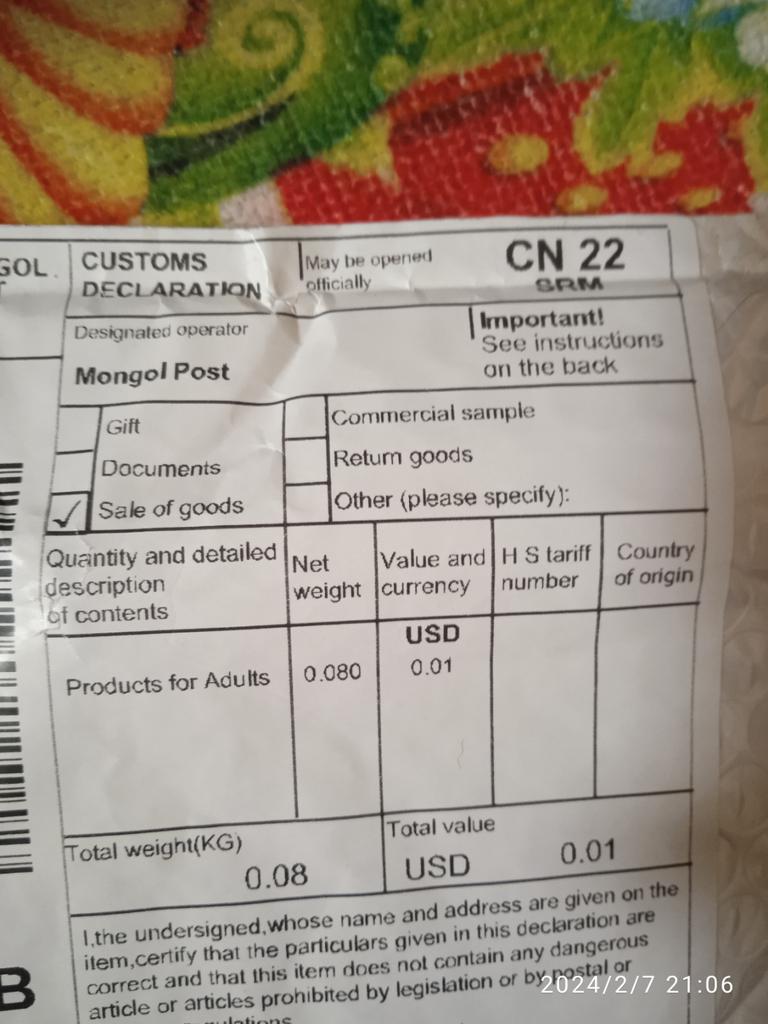 GOL.
CUSTOMS
DECLARATION
May be opened
officially
CN 22
SRM
Designated operator
Mongol Post
Important!
See instructions
on the back
Gift
Documents
Sale of goods
Commercial sample
Return goods
Other (please specify):
Quantity and detailed
description
of contents
Net
weight
Value and
currency
H S tariff
number
Country
of origin
USD
Products for Adults 0.080 0.01
Total weight(KG)
0.08
Total value
USD 0.01
I,the undersigned,whose name and address are given on the
item,certify that the particulars given in this declaration are
correct and that this item does not contain any dangerous
article or articles prohibited by legislation or by postal or
B
2024/2/7 21:06